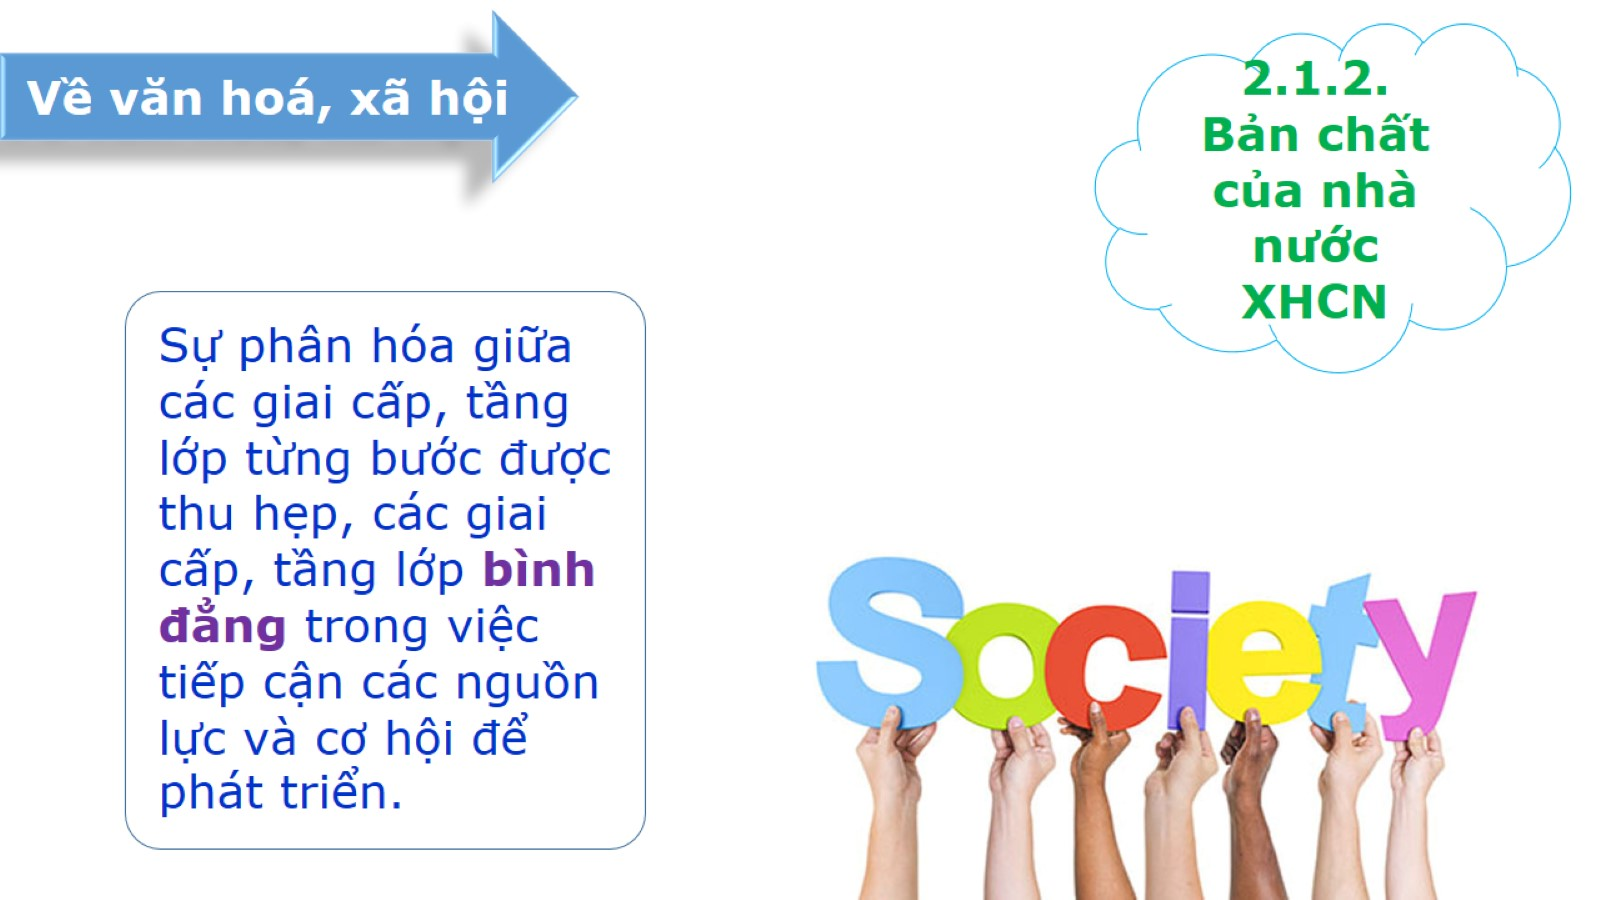 Về văn hoá, xã hội
2.1.2.
Bản chất
của nhà
nước
XHCN
Sự phân hóa giữa
các giai cấp, tầng
lớp từng bước được
thu hẹp, các giai
cấp, tầng lớp bình
đẳng trong việc
tiếp cận các nguồn
lực và cơ hội để
phát triển.
Society